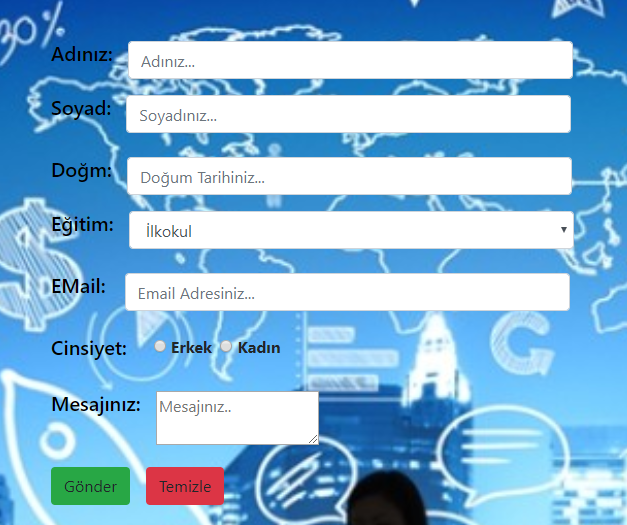 30%
Adınız: Adınız...
Soyad: Soyadınız...
Doğm: Doğum Tarihiniz...
Eğitim: İlkokul
EMail: Email Adresiniz...
Cinsiyet: Erkek Kadın
Mesajınız: Mesajınız..
Gönder Temizle